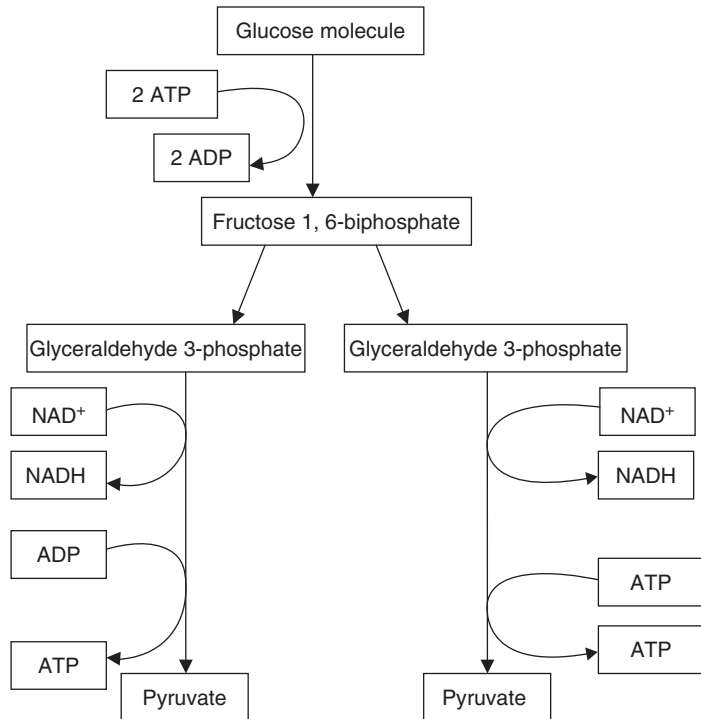 Glucose molecule
2 ATP
2 ADP
Fructose 1, 6-biphosphate
Glyceraldehyde 3-phosphate
Glyceraldehyde 3-phosphate
NAD+
NAD+
NADH
NADH
ADP
ATP
ATP
ATP
Pyruvate
Pyruvate